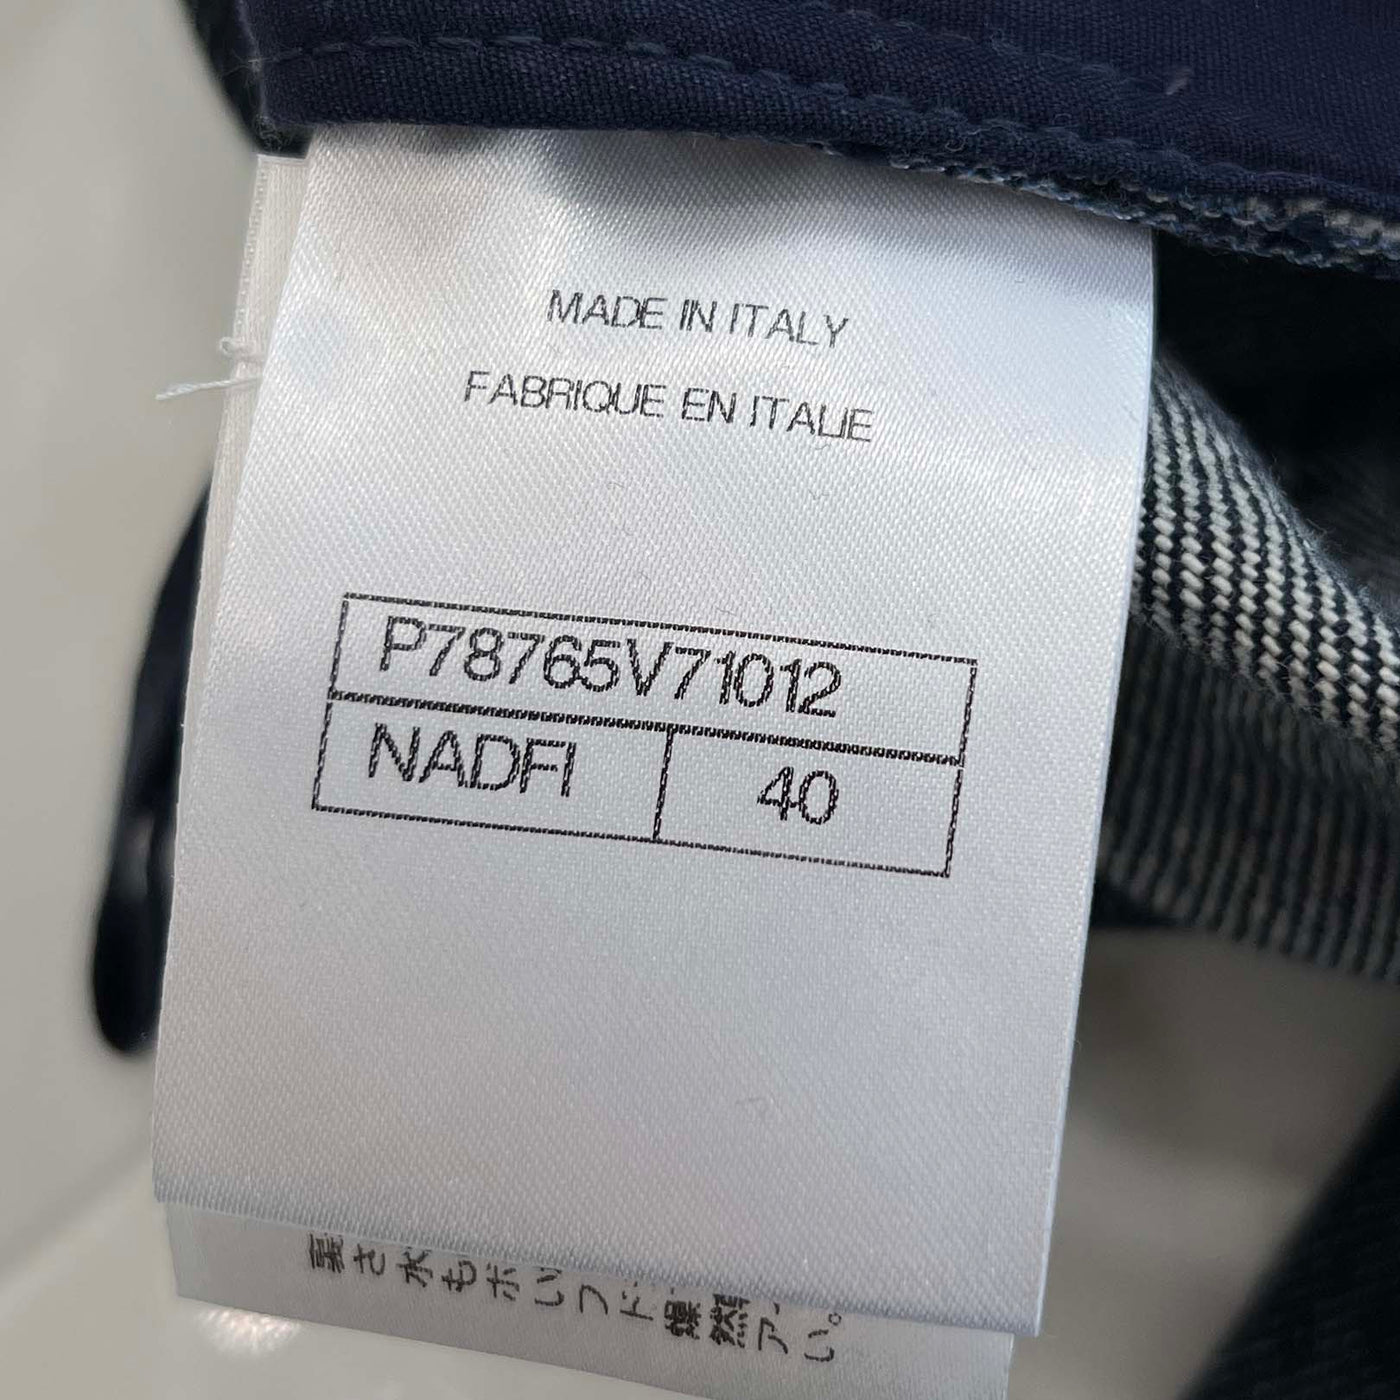 MADE IN ITALY
FABRIQUE EN ITALIE
P78765V71012
NADFI 40